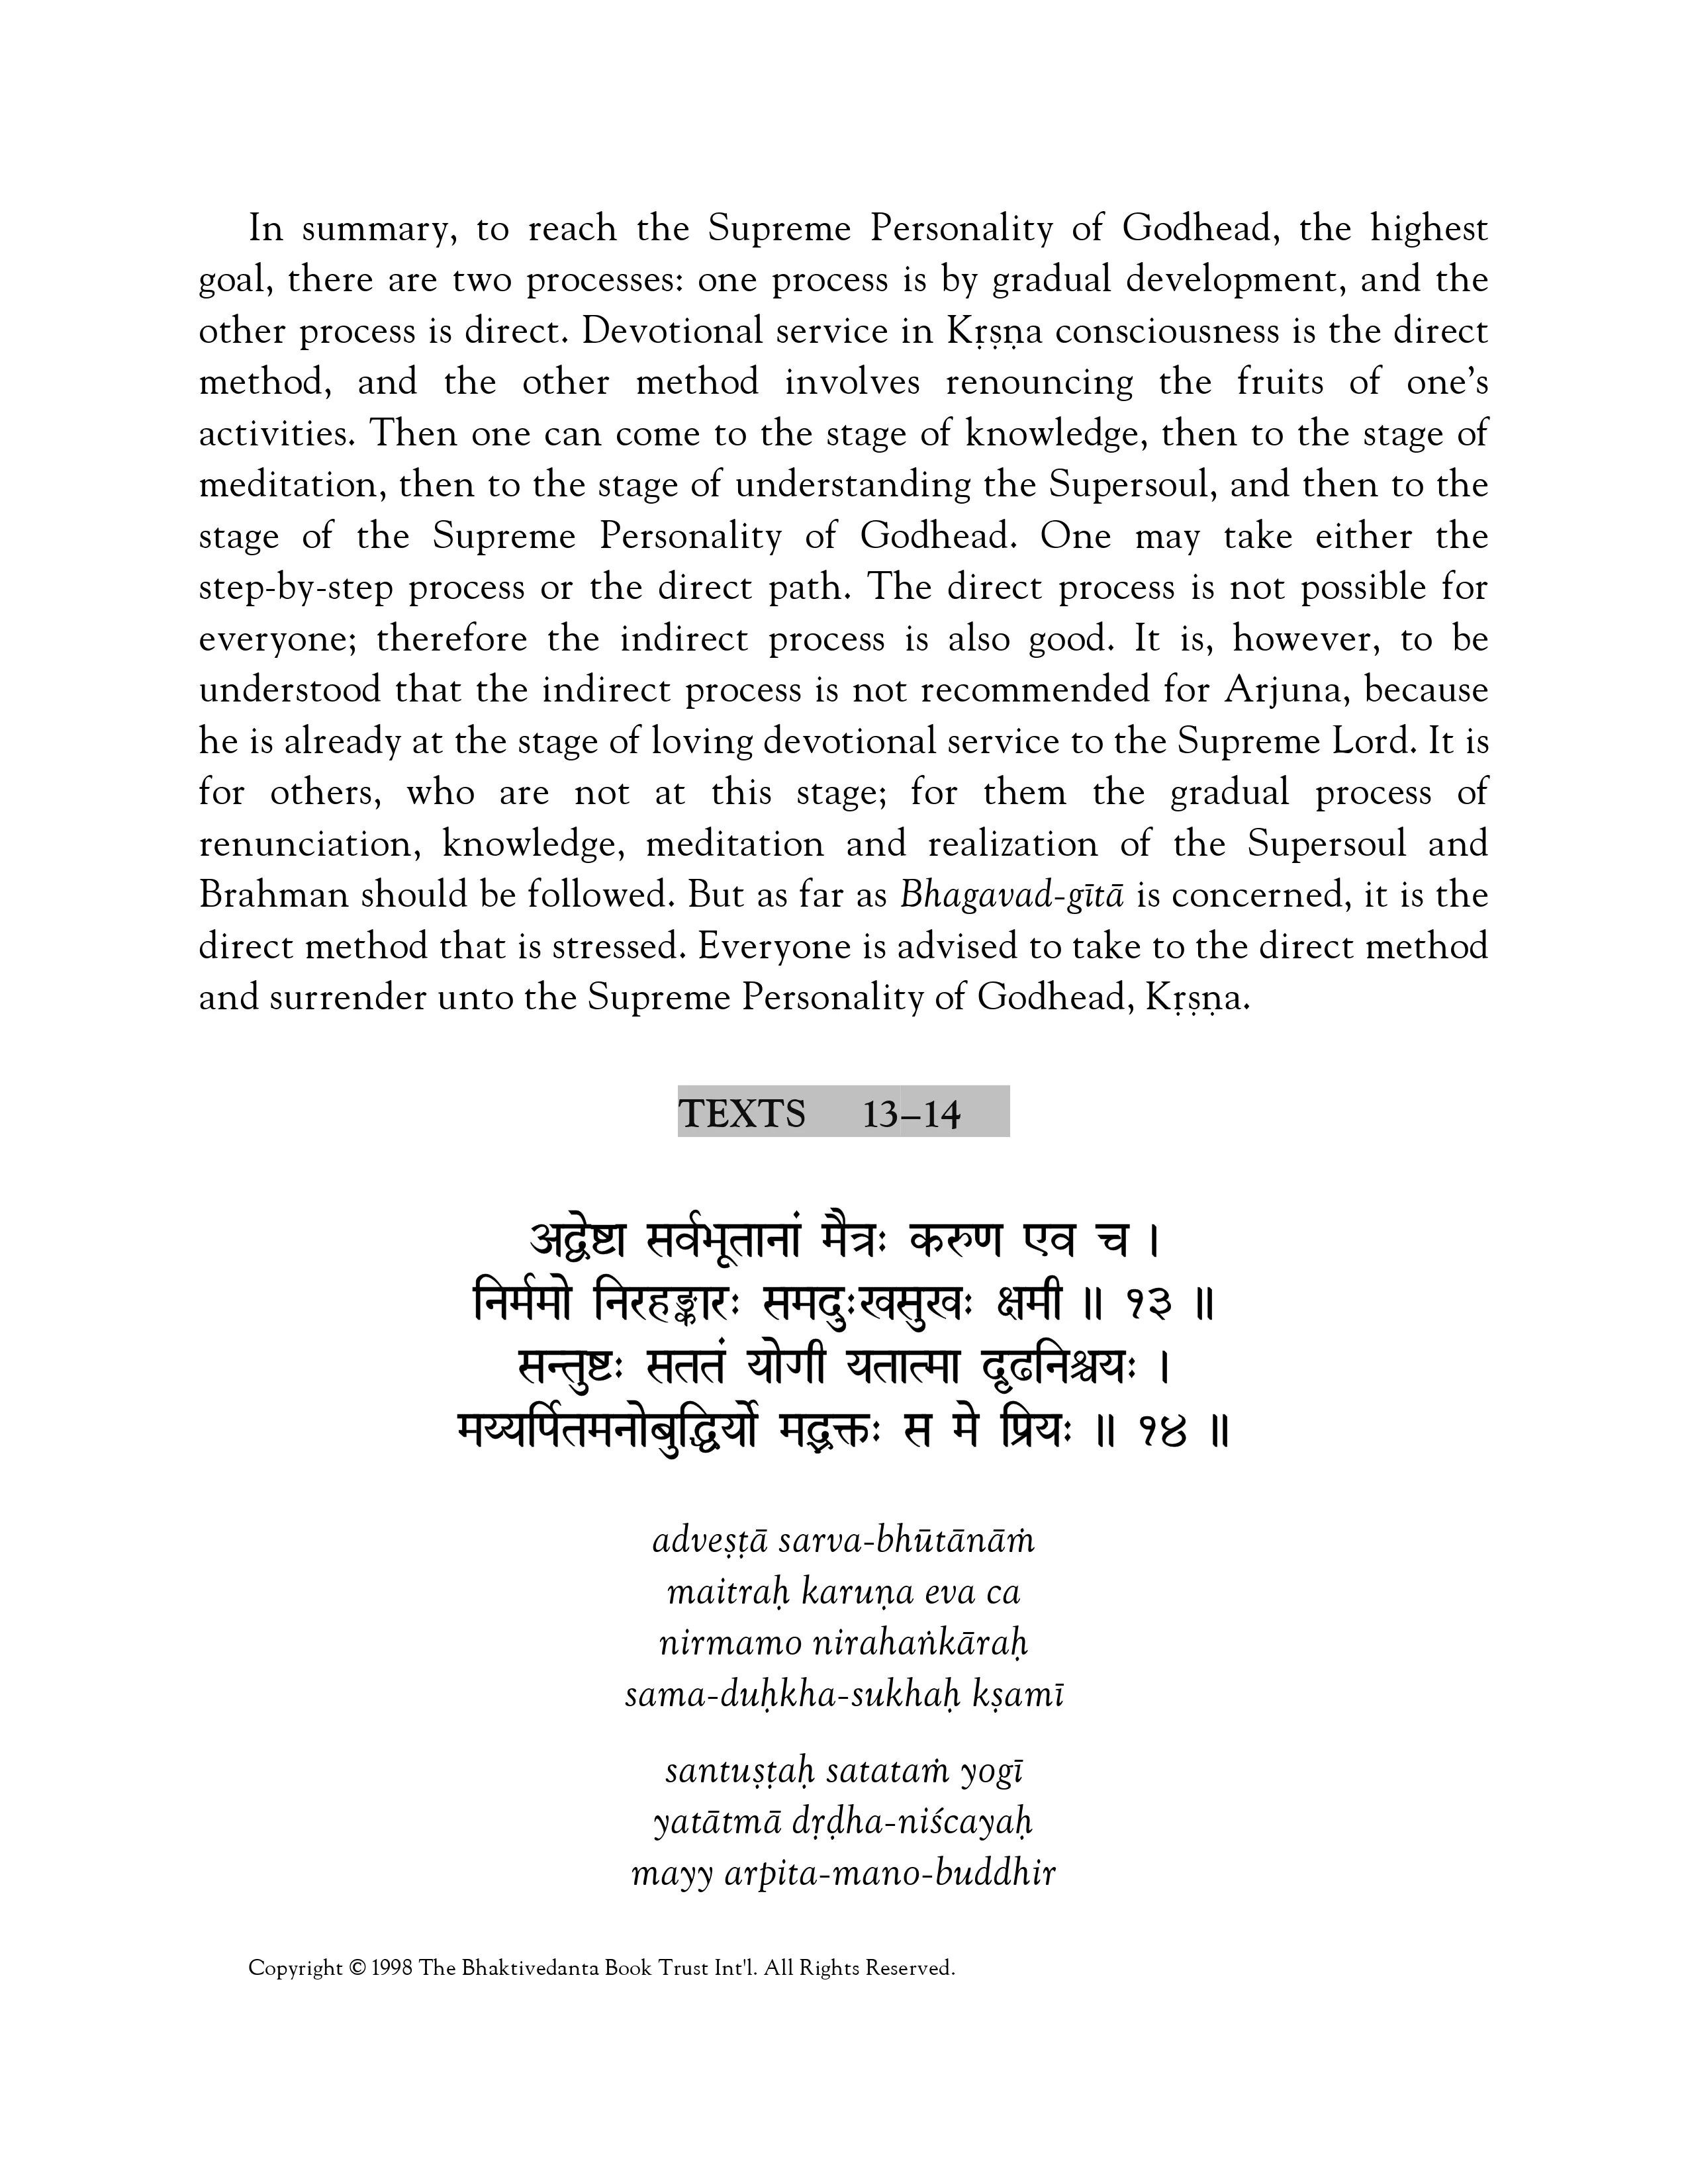 In summary, to reach the Supreme Personality of Godhead, the highest
goal, there are two processes: one process is by gradual development, and the
other process is direct. Devotional service in Kṛṣṇa consciousness is the direct
method, and the other method involves renouncing the fruits of one’s
activities. Then one can come to the stage of knowledge, then to the stage of
meditation, then to the stage of understanding the Supersoul, and then to the
stage of the Supreme Personality of Godhead. One may take either the
step-by-step process or the direct path. The direct process is not possible for
everyone; therefore the indirect process is also good. It is, however, to be
understood that the indirect process is not recommended for Arjuna, because
he is already at the stage of loving devotional service to the Supreme Lord. It is
for others, who are not at this stage; for them the gradual process of
renunciation, knowledge, meditation and realization of the Supersoul and
Brahman should be followed. But as far as Bhagavad-gītā is concerned, it is the
direct method that is stressed. Everyone is advised to take to the direct method
and surrender unto the Supreme Personality of Godhead, Kṛṣṇa.
TEXTS 13–14
अद्वेष्टा सर्वभूतानां मैत्रः करुण एव च ।
निर्ममो निरहङ्कारः समदुःखसुखः क्षमी ॥ १३ ॥
सन्तुष्टः सततं योगी यतात्मा दृढनिश्चयः ।
मय्यर्पितमनोबुद्धिर्यो मद्भक्तः स मे प्रियः ॥ १४ ॥
adveṣṭā sarva-bhūtānāṁ
maitraḥ karuṇa eva ca
nirmamo nirahaṅkāraḥ
sama-duḥkha-sukhaḥ kṣamī
santuṣṭaḥ satataṁ yogī
yatātmā dṛḍha-niścayaḥ
mayy arpita-mano-buddhir
Copyright © 1998 The Bhaktivedanta Book Trust Int'l. All Rights Reserved.